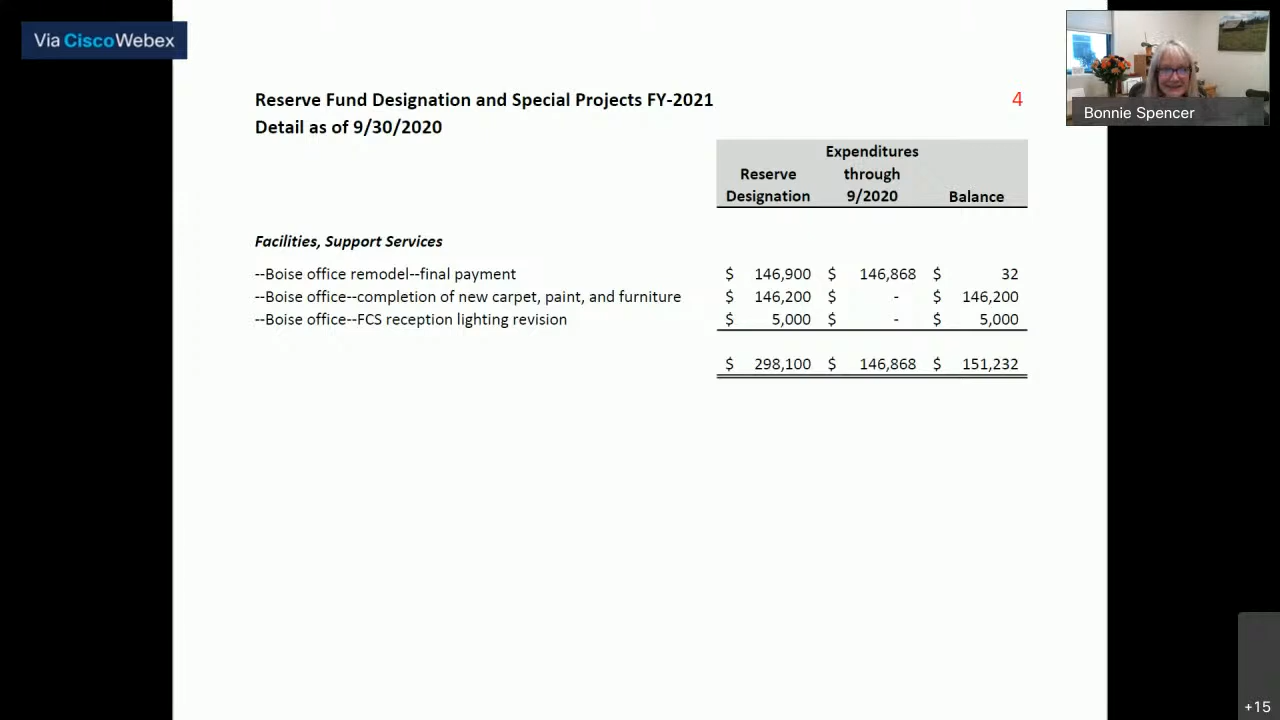 Via CiscoWebex
Bonnie Spencer
Reserve Fund Designation and Special Projects FY-2021
4
Detail as of 9/30/2020
Reserve Designation
Expenditures through 9/2020
Balance
Facilities, Support Services
--Boise office remodel--final payment $ 146,900 $ 146,868 $ 32
--Boise office--completion of new carpet, paint, and furniture $ 146,200 $ - $ 146,200
--Boise office--FCS reception lighting revision $ 5,000 $ - $ 5,000
$ 298,100 $ 146,868 $ 151,232
+15